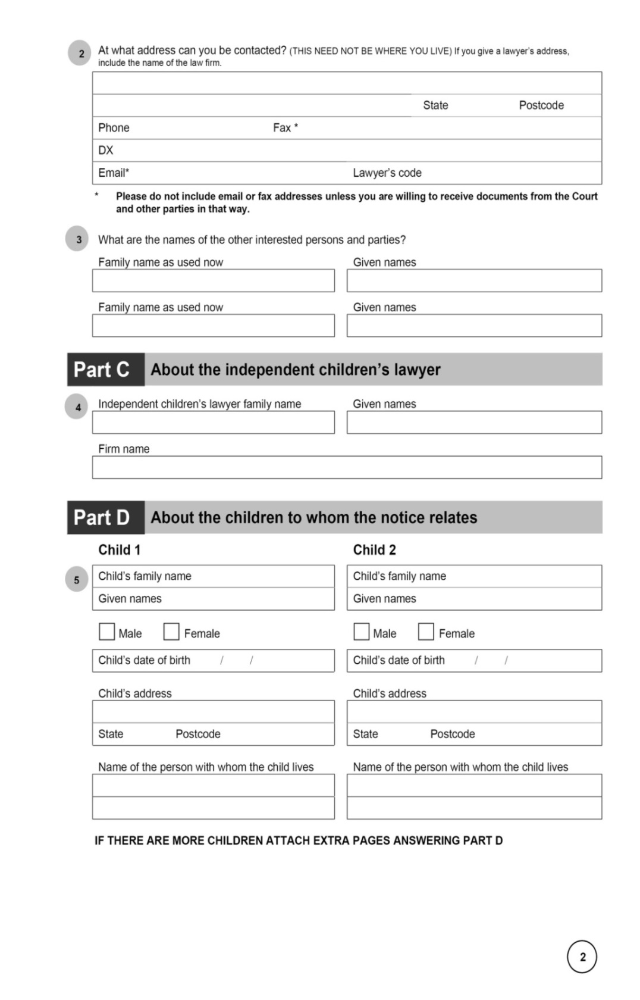 2 At what address can you be contacted? (THIS NEED NOT BE WHERE YOU LIVE) If you give a lawyer's address,
include the name of the law firm.
State Postcode
Phone Fax *
DX
Email* Lawyer's code
* Please do not include email or fax addresses unless you are willing to receive documents from the Court
and other parties in that way.
3 What are the names of the other interested persons and parties?
Family name as used now Given names
Family name as used now Given names
Part C About the independent children's lawyer
4 Independent children's lawyer family name Given names
Firm name
Part D About the children to whom the notice relates
Child 1 Child 2
5 Child's family name Child's family name
Given names Given names
Male Female Male Female
Child's date of birth / / Child's date of birth / /
Child's address Child's address
State Postcode State Postcode
Name of the person with whom the child lives Name of the person with whom the child lives
IF THERE ARE MORE CHILDREN ATTACH EXTRA PAGES ANSWERING PART D
2